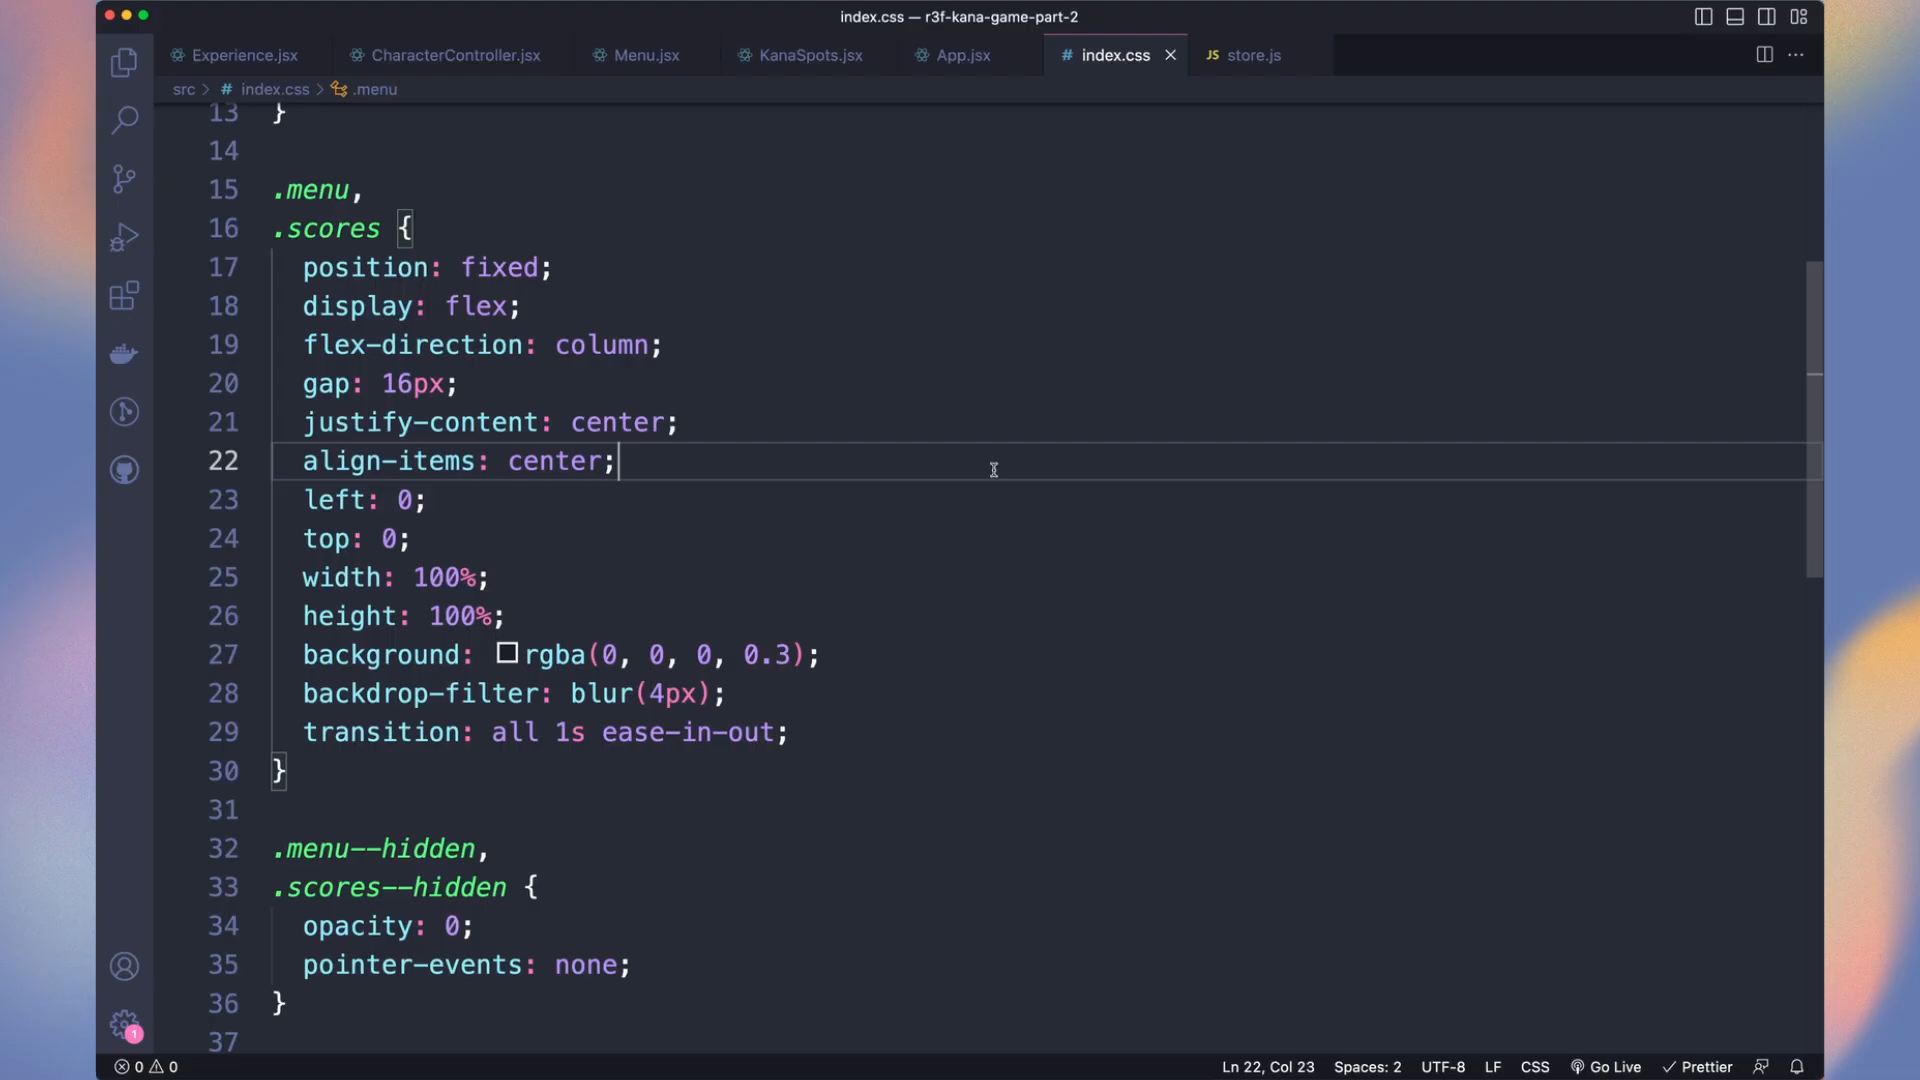 index.css — r3f-kana-game-part-2
Experience.jsx CharacterController.jsx Menu.jsx KanaSpots.jsx App.jsx # index.css JS store.js
src > # index.css > .menu
13 }
14
15 .menu,
16 .scores {
17 position: fixed;
18 display: flex;
19 flex-direction: column;
20 gap: 16px;
21 justify-content: center;
22 align-items: center;
23 left: 0;
24 top: 0;
25 width: 100%;
26 height: 100%;
27 background: rgba(0, 0, 0, 0.3);
28 backdrop-filter: blur(4px);
29 transition: all 1s ease-in-out;
30 }
31
32 .menu--hidden,
33 .scores--hidden {
34 opacity: 0;
35 pointer-events: none;
36 }
37
1
0 0 Ln 22, Col 23 Spaces: 2 UTF-8 LF CSS Go Live Prettier